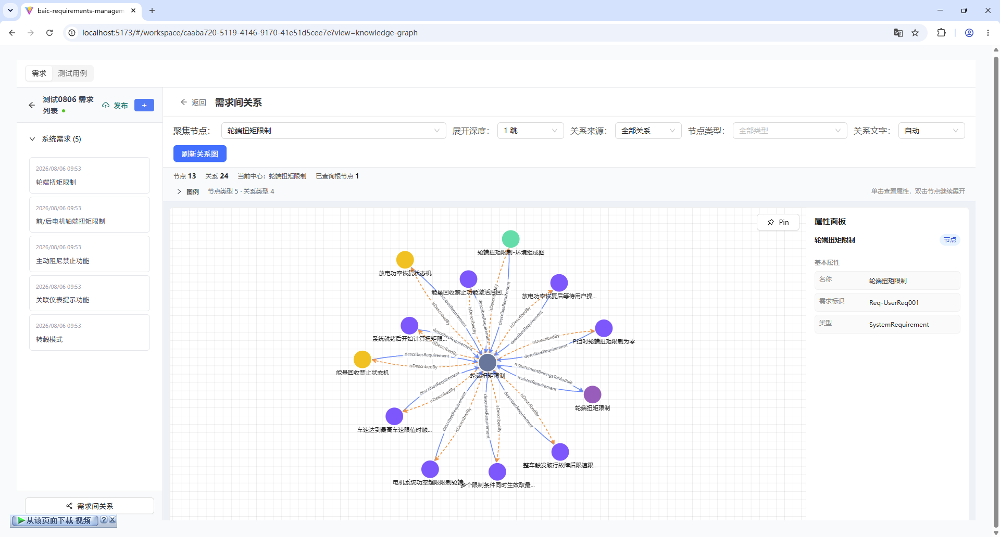 baic-requirements-managem
localhost:5173/#/workspace/caaba720-5119-4146-9170-41e51d5cee7e?view=knowledge-graph
需求
测试用例
测试0806 需求
列表
发布
+
返回
需求间关系
聚焦节点：
轮端扭矩限制
展开深度：
1 跳
关系来源：
全部关系
节点类型：
全部类型
关系文字：
自动
刷新关系图
系统需求 (5)
2026/08/06 09:53
轮端扭矩限制
2026/08/06 09:53
前/后电机轴端扭矩限制
2026/08/06 09:53
主动阻尼禁止功能
2026/08/06 09:53
关联仪表提示功能
2026/08/06 09:53
转毂模式
需求间关系
从该页面下载 视频
?
节点 13 关系 24 当前中心：轮端扭矩限制 已查询根节点 1
图例 节点类型 5 · 关系类型 4
单击查看属性，双击节点继续展开
Pin
轮端扭矩限制-环境组成图
放电功率恢复状态机
能量回收禁止功能激活后回...
放电功率恢复后等待用户操...
系统就绪后开始计算扭矩限...
P挡时轮端扭矩限制为零
能量回收禁止状态机
轮端扭矩限制
轮端扭矩限制
车速达到最高车速限值时触...
整车触发跛行故障后限速限...
电机系统功率超限限制轮端
多个限制条件同时生效取最...
describesRequirement
isDescribedBy
describesRequirement
isDescribedBy
describesRequirement
isDescribedBy
describesRequirement
isDescribedBy
describesRequirement
isDescribedBy
describesRequirement
isDescribedBy
describesRequirement
isDescribedBy
requirementBelongsToModule
realizesRequirement
describesRequirement
isDescribedBy
describesRequirement
isDescribedBy
describesRequirement
isDescribedBy
describesRequirement
isDescribedBy
属性面板
轮端扭矩限制
节点
基本属性
名称
轮端扭矩限制
需求标识
Req-UserReq001
类型
SystemRequirement